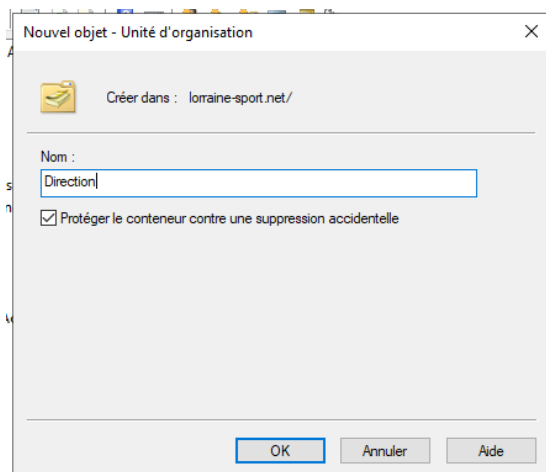 Nouvel objet - Unité d'organisation
Créer dans : lorraine-sport.net/
Nom :
Direction
Protéger le conteneur contre une suppression accidentelle
OK Annuler Aide